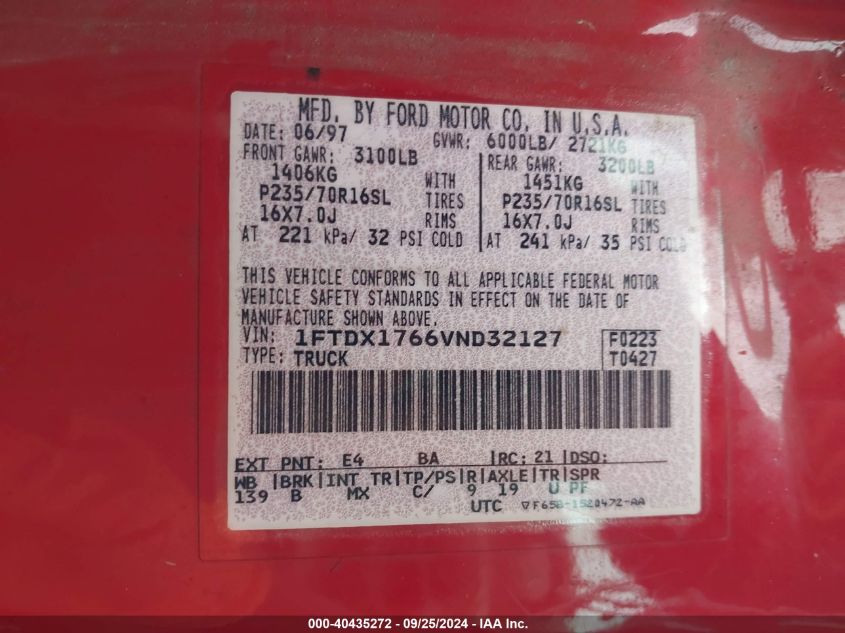 MFD. BY FORD MOTOR CO. IN U.S.A.
DATE: 06/97 GVWR: 6000LB/ 2721KG
FRONT GAWR: 3100LB REAR GAWR: 3200LB
1406KG WITH 1451KG WITH
P235/70R16SL TIRES P235/70R16SL TIRES
16X7.0J RIMS 16X7.0J RIMS
AT 221 kPa/ 32 PSI COLD AT 241 kPa/ 35 PSI COLD
THIS VEHICLE CONFORMS TO ALL APPLICABLE FEDERAL MOTOR
VEHICLE SAFETY STANDARDS IN EFFECT ON THE DATE OF
MANUFACTURE SHOWN ABOVE.
VIN: 1FTDX1766VND32127 F0223
TYPE: TRUCK T0427
EXT PNT: E4 BA |RC: 21 |DSO:
WB |BRK|INT TR|TP/PS|R|AXLE|TR|SPR
139 B MX C/ 9 19 U PF
UTC ▽F65B-1520472-AA
000-40435272 - 09/25/2024 - IAA Inc.